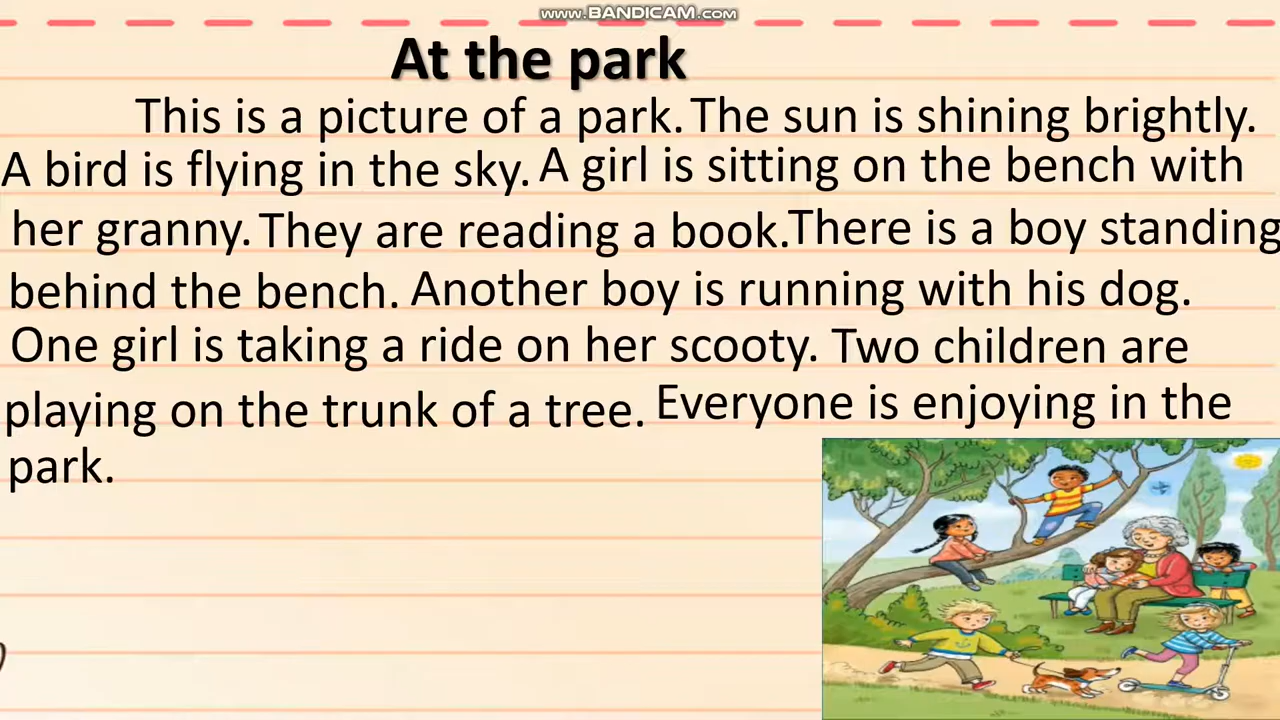 www.BANDICAM.com
At the park
This is a picture of a park. The sun is shining brightly.
A bird is flying in the sky. A girl is sitting on the bench with
her granny. They are reading a book. There is a boy standing
behind the bench. Another boy is running with his dog.
One girl is taking a ride on her scooty. Two children are
playing on the trunk of a tree. Everyone is enjoying in the
park.